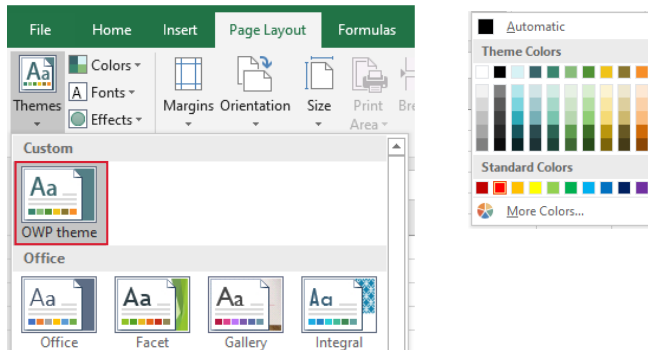 File Home Insert Page Layout Formulas
Colors
Aa
A Fonts
Themes Margins Orientation Size Print
Effects Area
Custom
Aa
OWP theme
Office
Aa Aa Aa Aa
Office Facet Gallery Integral
Automatic
Theme Colors
Standard Colors
More Colors...